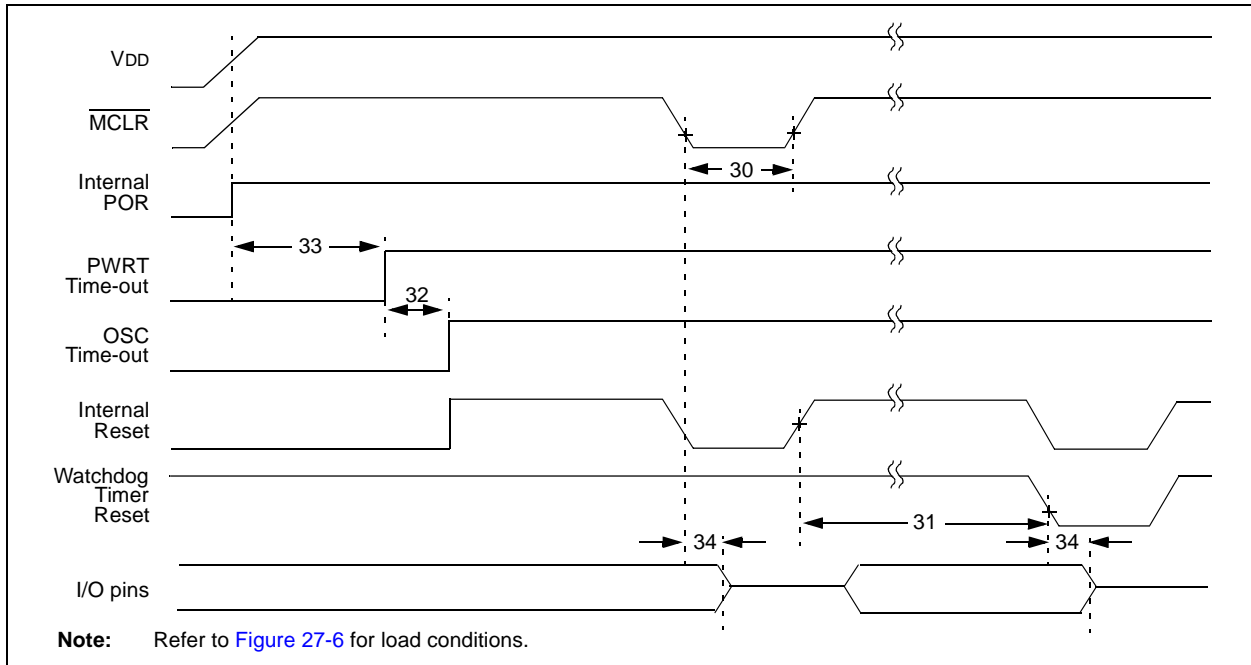 VDD
MCLR
30
Internal
POR
33
PWRT
Time-out
32
OSC
Time-out
Internal
Reset
Watchdog
Timer
Reset
31
34
34
I/O pins
Note: Refer to Figure 27-6 for load conditions.